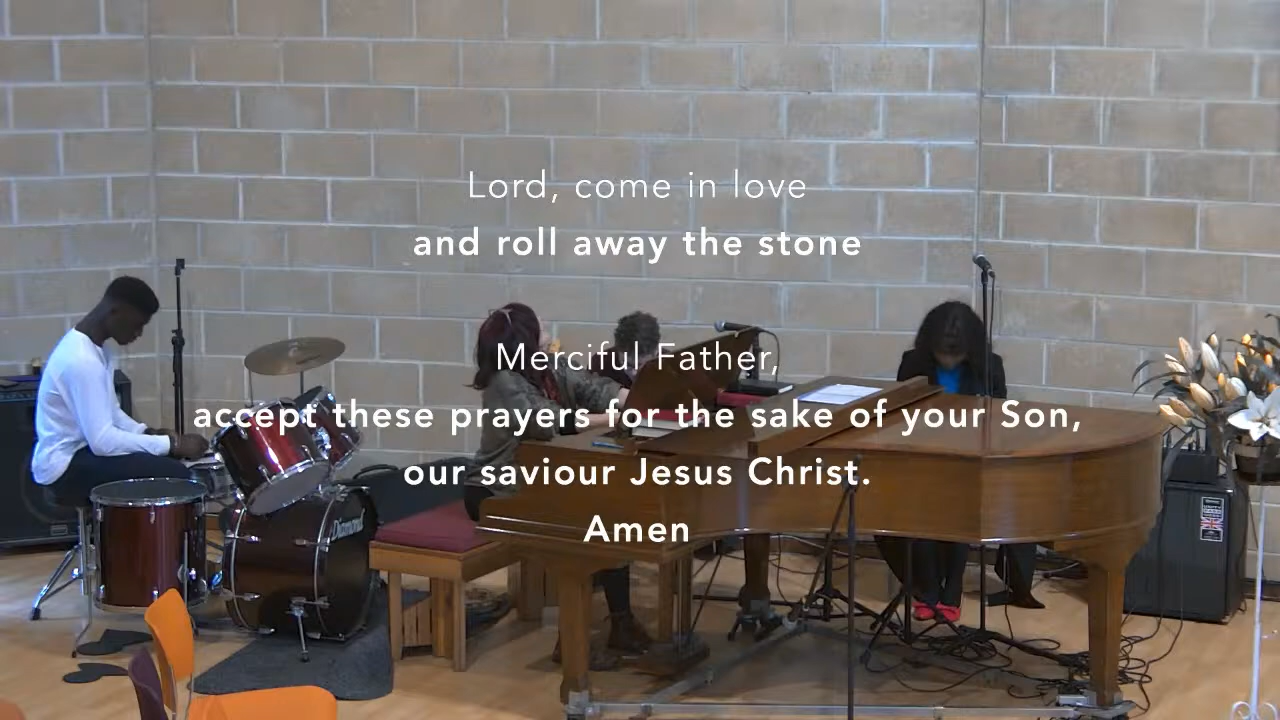 Lord, come in love
and roll away the stone
Merciful Father,
accept these prayers for the sake of your Son,
our saviour Jesus Christ.
Amen
Diamond